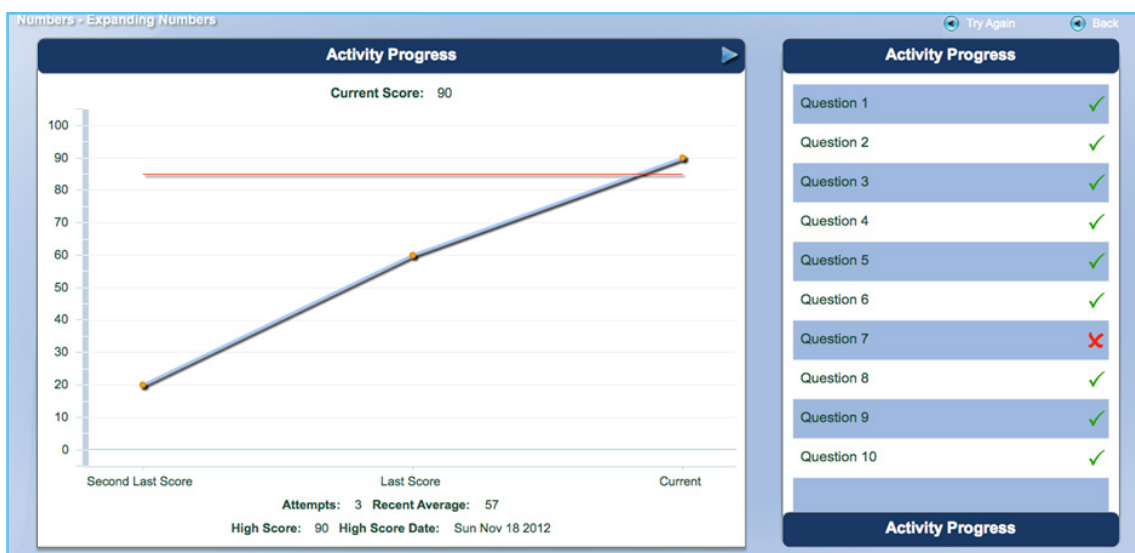 Numbers - Expanding Numbers
Try Again
Back
Activity Progress
Current Score: 90
100
90
80
70
60
50
40
30
20
10
0
Second Last Score
Last Score
Current
Attempts: 3 Recent Average: 57
High Score: 90 High Score Date: Sun Nov 18 2012
Activity Progress
Question 1
Question 2
Question 3
Question 4
Question 5
Question 6
Question 7
Question 8
Question 9
Question 10
Activity Progress